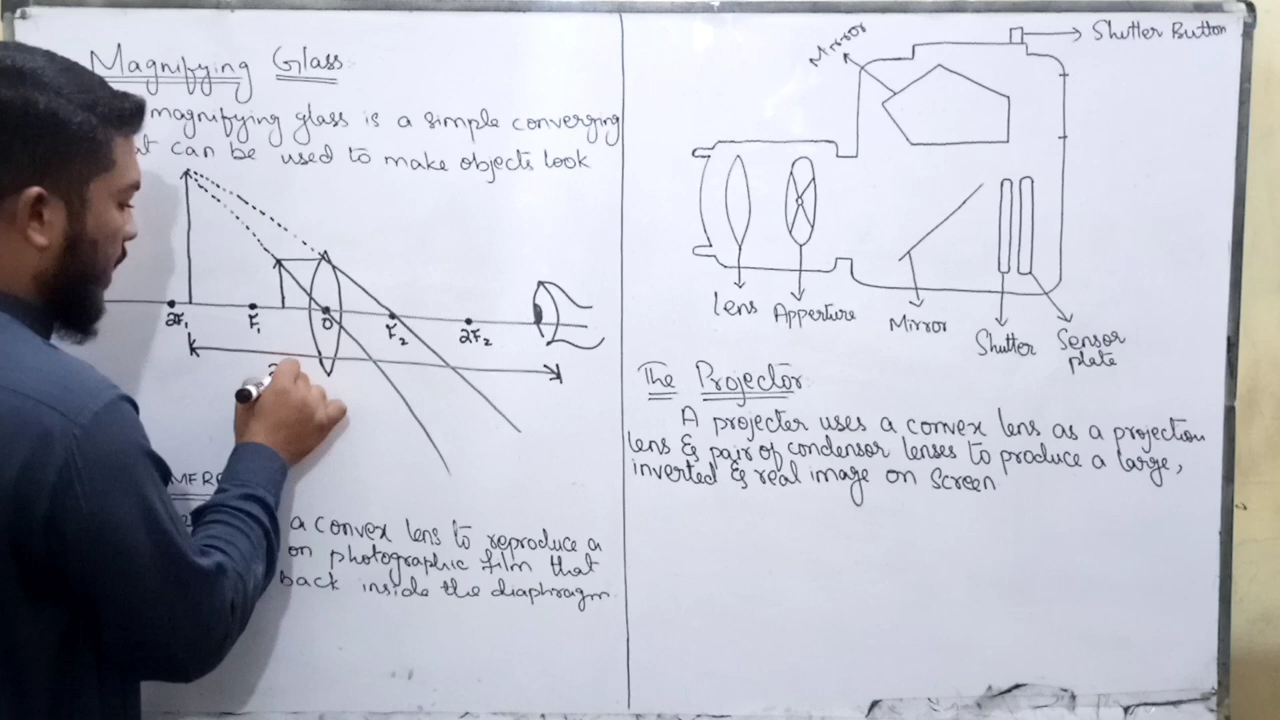 Magnifying Glass
magnifying glass is a simple converging
can be used to make objects look
2F1
F1
O
F2
2F2
a convex lens to reproduce a
on photographic film that
back inside the diaphragm
Mirror
Shutter Button
Lens
Apperture
Mirror
Shutter
Sensor
plate
The Projector
A projecter uses a convex lens as a projection
lens & pair of condensor lenses to produce a large,
inverted & real image on screen